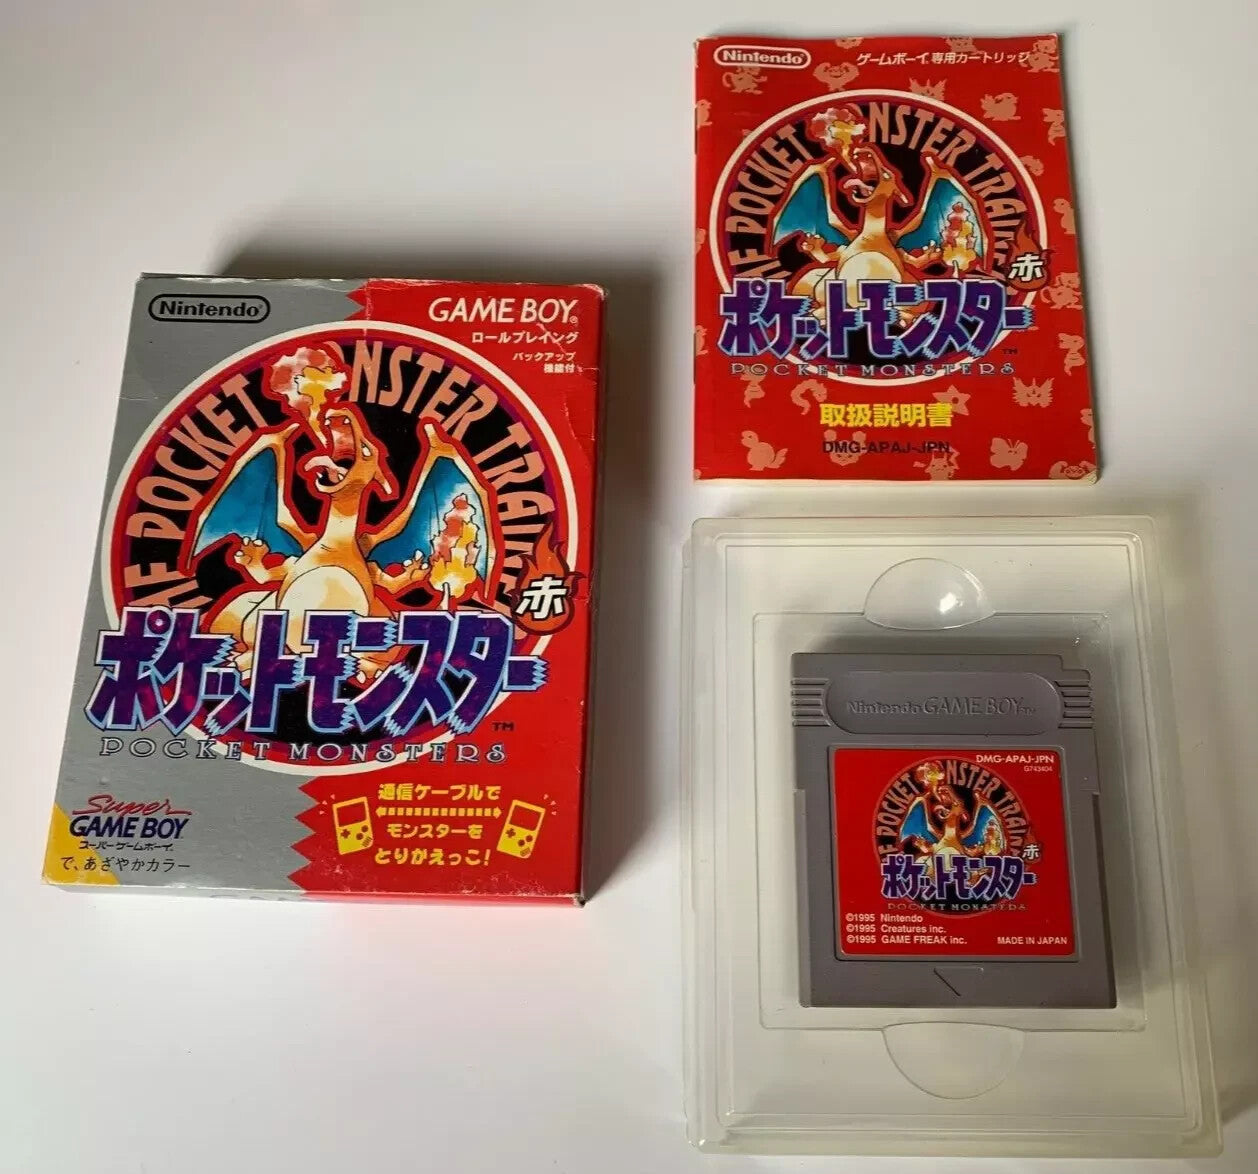 Nintendo
GAME BOY®
ロールプレイング
バックアップ
機能付
POCKET MONSTER TRAINER
赤
ポケットモンスター
TM
POCKET MONSTERS
Super
GAME BOY
スーパーゲームボーイ
で、あざやかカラー
通信ケーブルで
モンスターを
とりかえっこ!
Nintendo
ゲームボーイ専用カートリッジ
POCKET MONSTER TRAINER
赤
ポケットモンスター
TM
POCKET MONSTERS
取扱説明書
DMG-APAJ-JPN
Nintendo GAME BOY TM
DMG-APAJ-JPN
G743404
POCKET MONSTER TRAINER
赤
ポケットモンスター
POCKET MONSTERS
©1995 Nintendo
©1995 Creatures inc.
©1995 GAME FREAK inc.
MADE IN JAPAN